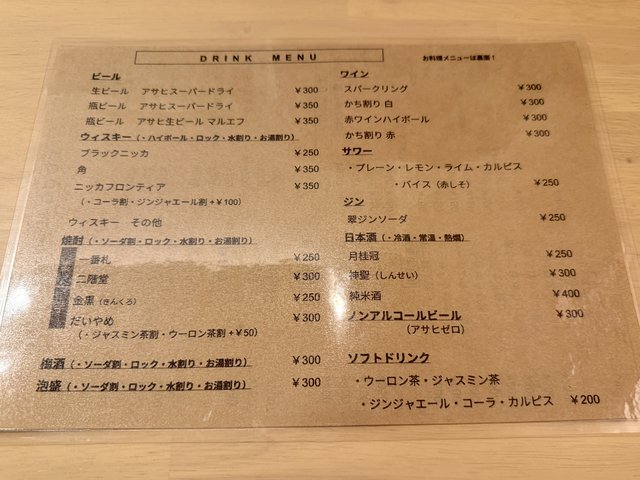 DRINK MENU
お料理メニューは裏面！
ビール
生ビール アサヒスーパードライ ¥300
瓶ビール アサヒスーパードライ ¥350
瓶ビール アサヒ生ビール マルエフ ¥350
ウィスキー（・ハイボール・ロック・水割り・お湯割り）
ブラックニッカ ¥250
角 ¥350
ニッカフロンティア ¥350
（・コーラ割・ジンジャエール割＋¥100）
ウィスキー その他
焼酎（・ソーダ割・ロック・水割り・お湯割り）
一番札 ¥250
二階堂 ¥300
金黒（きんくろ） ¥250
だいやめ ¥300
（・ジャスミン茶割・ウーロン茶割＋¥50）
梅酒（・ソーダ割・ロック・水割り・お湯割り） ¥300
泡盛（・ソーダ割・ロック・水割り・お湯割り） ¥300
ワイン
スパークリング ¥300
かち割り 白 ¥300
赤ワインハイボール ¥300
かち割り 赤 ¥300
サワー
・プレーン・レモン・ライム・カルピス
・バイス（赤しそ） ¥250
ジン
翠ジンソーダ ¥250
日本酒（・冷酒・常温・熱燗）
月桂冠 ¥250
神聖（しんせい） ¥300
純米酒 ¥400
ノンアルコールビール ¥300
（アサヒゼロ）
ソフトドリンク
・ウーロン茶・ジャスミン茶
・ジンジャエール・コーラ・カルピス ¥200